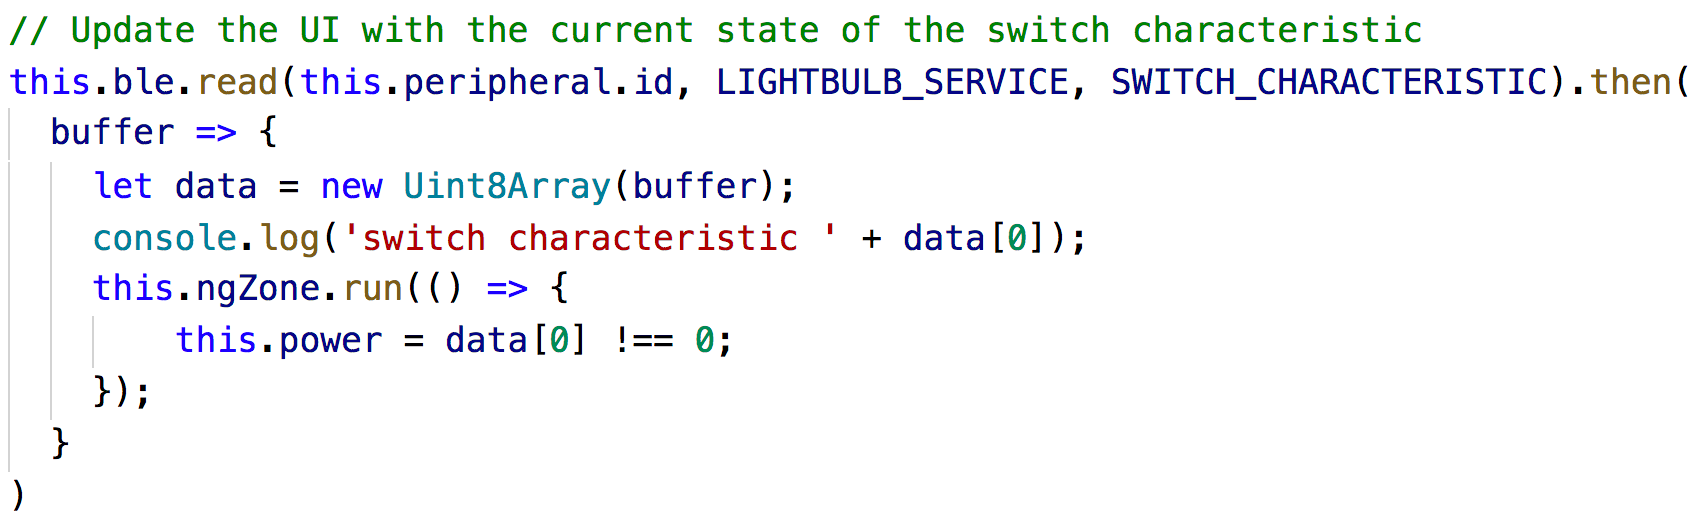 // Update the UI with the current state of the switch characteristic
this.ble.read(this.peripheral.id, LIGHTBULB_SERVICE, SWITCH_CHARACTERISTIC).then(
  buffer => {
    let data = new Uint8Array(buffer);
    console.log('switch characteristic ' + data[0]);
    this.ngZone.run(() => {
        this.power = data[0] !== 0;
    });
  }
)